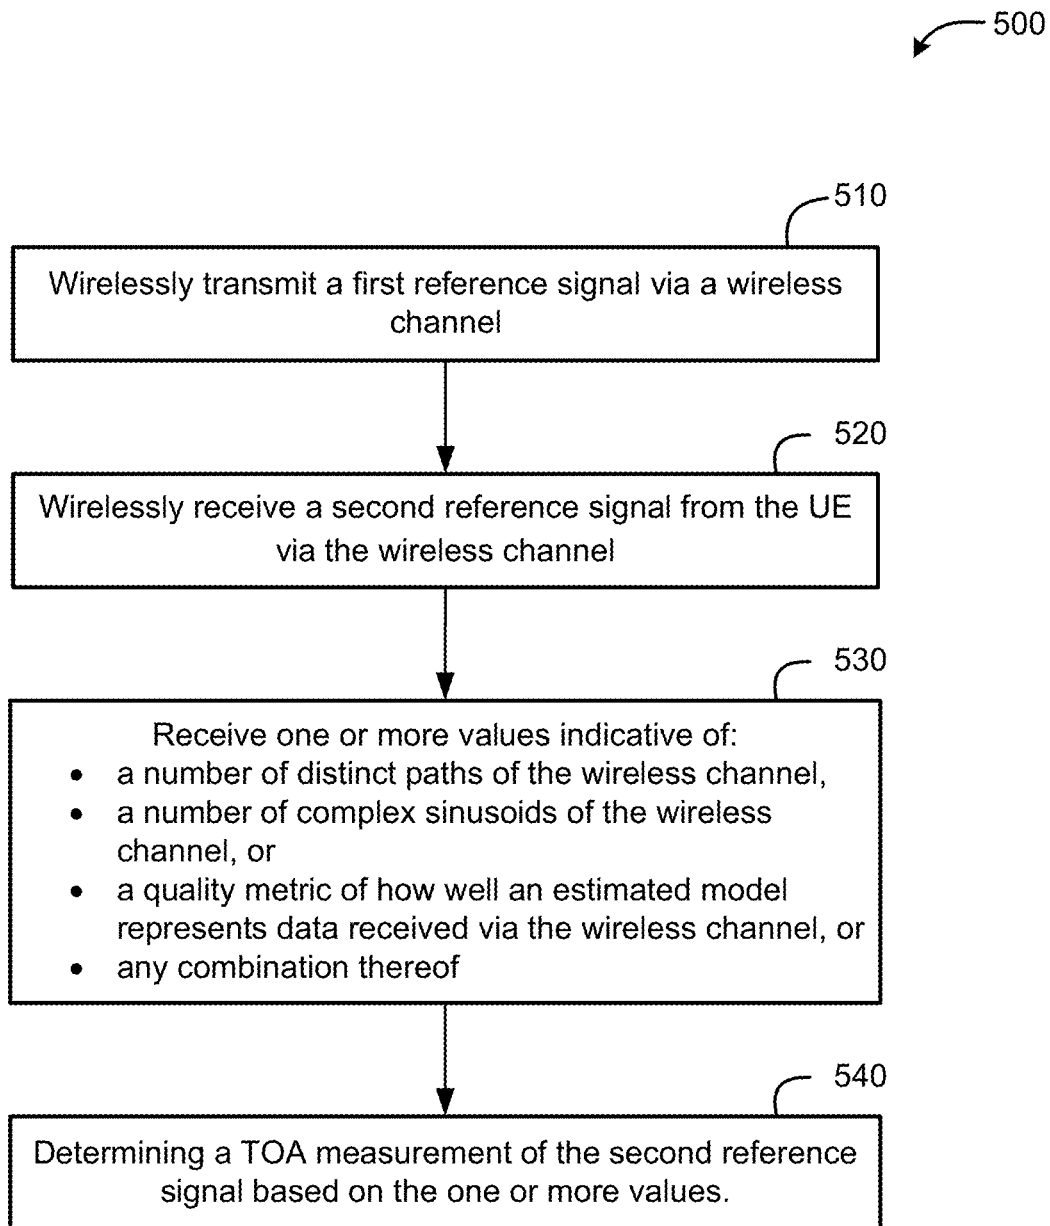 500
510
Wirelessly transmit a first reference signal via a wireless
channel
520
Wirelessly receive a second reference signal from the UE
via the wireless channel
530
Receive one or more values indicative of:
• a number of distinct paths of the wireless channel,
• a number of complex sinusoids of the wireless
channel, or
• a quality metric of how well an estimated model
represents data received via the wireless channel, or
• any combination thereof
540
Determining a TOA measurement of the second reference
signal based on the one or more values.